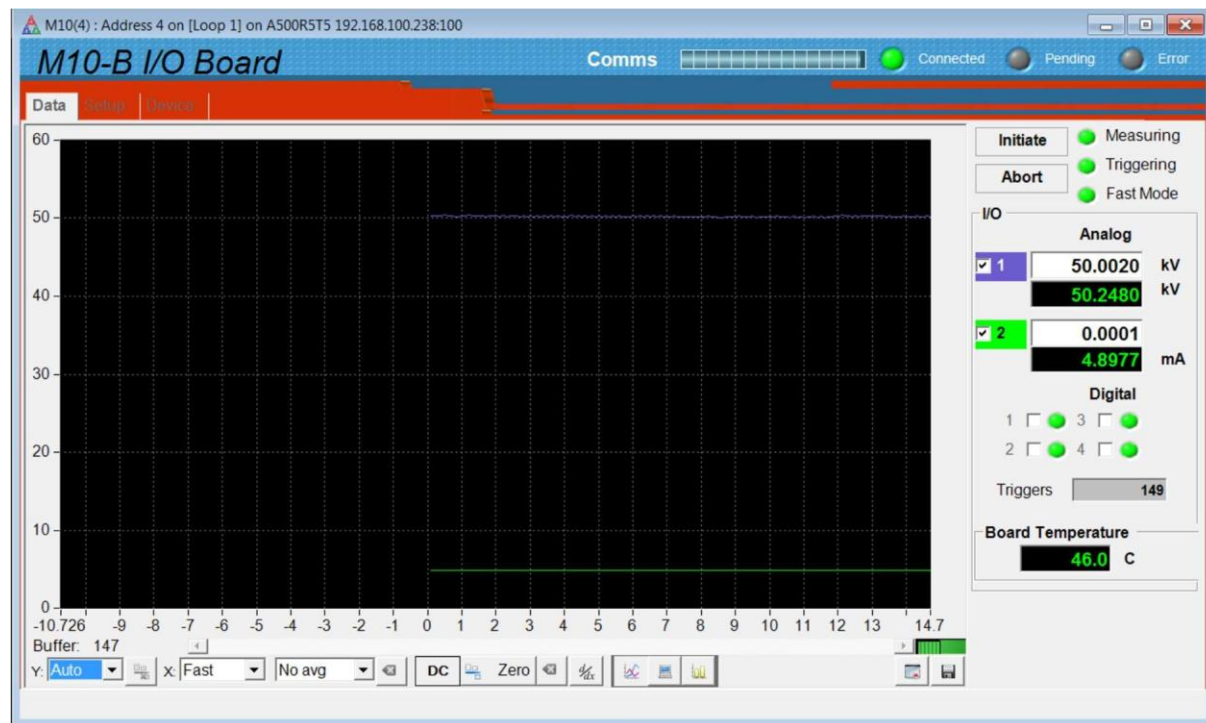 M10(4) : Address 4 on [Loop 1] on A500R5T5 192.168.100.238:100
M10-B I/O Board
Comms Connected Pending Error
Data Setup Device
60
50
40
30
20
10
0
-10.726 -9 -8 -7 -6 -5 -4 -3 -2 -1 0 1 2 3 4 5 6 7 8 9 10 11 12 13 14.7
Buffer: 147
Y: Auto X: Fast No avg DC Zero d/dx
Initiate Measuring
Triggering
Abort
Fast Mode
I/O
Analog
1 50.0020 kV
50.2480 kV
2 0.0001
4.8977 mA
Digital
1 3
2 4
Triggers 149
Board Temperature
46.0 C